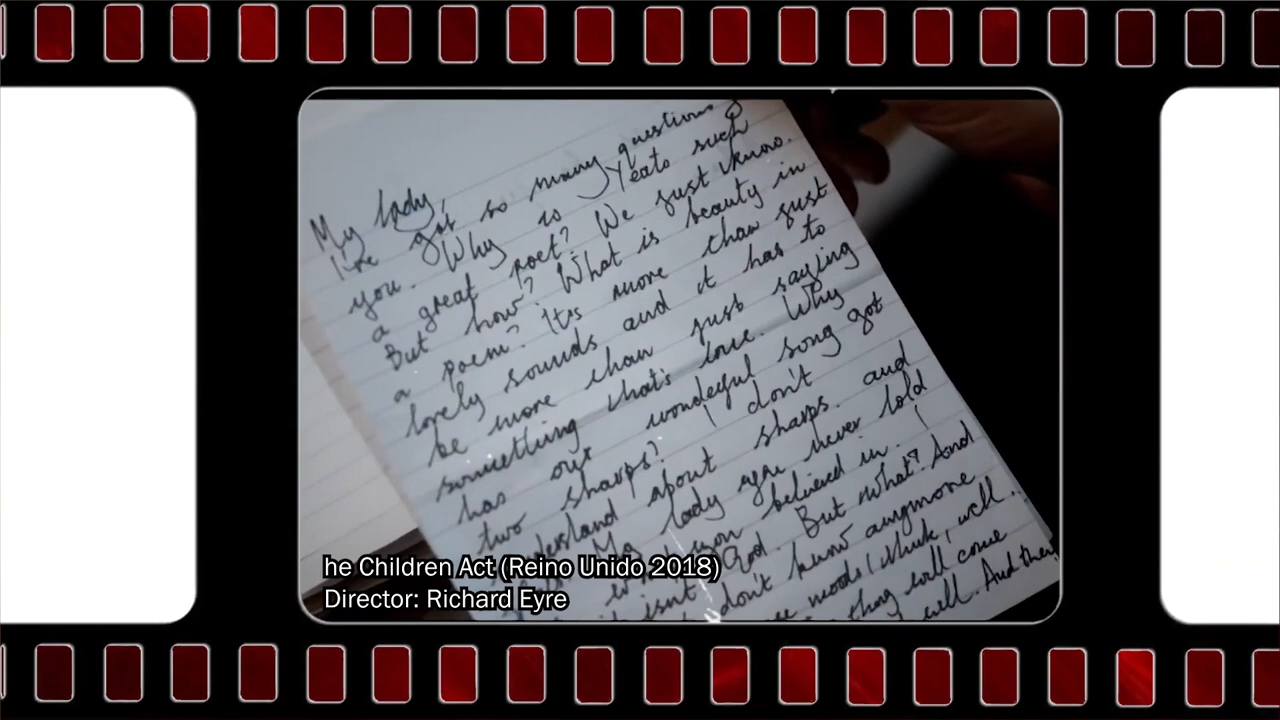 My lady,
I've got so many questions
you. Why is Yeats such
a great poet? We just know.
But how? What is beauty in
a poem? It's more than just
lovely sounds and it has to
be more than just saying
something that's true. Why
has our wonderful song got
two sharps? I don't
understand about sharps. and
My lady you never told
what you believed in. I
isn't God. But what? And
don't know anymore
moods I think, well
thing will come
well. And then
he Children Act (Reino Unido 2018)
Director: Richard Eyre